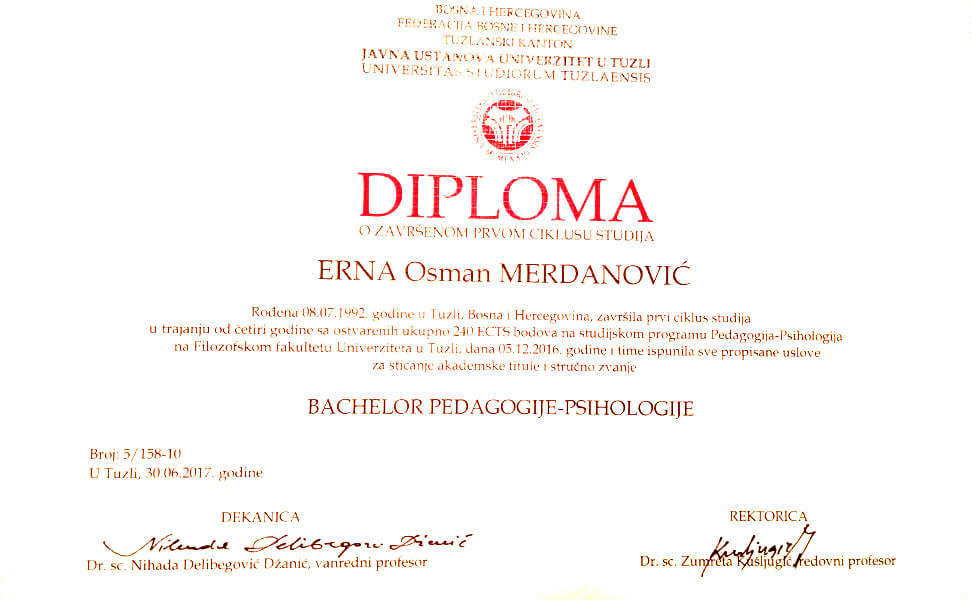 BOSNA I HERCEGOVINA
FEDERACIJA BOSNE I HERCEGOVINE
TUZLANSKI KANTON
JAVNA USTANOVA UNIVERZITET U TUZLI
UNIVERSITAS STUDIORUM TUZLAENSIS
DIPLOMA
O ZAVRŠENOM PRVOM CIKLUSU STUDIJA
ERNA Osman MERDANOVIĆ
Rođena 08.07.1992. godine u Tuzli, Bosna i Hercegovina, završila prvi ciklus studija
u trajanju od četiri godine sa ostvarenih ukupno 240 ECTS bodova na studijskom programu Pedagogija-Psihologija
na Filozofskom fakultetu Univerziteta u Tuzli, dana 05.12.2016. godine i time ispunila sve propisane uslove
za sticanje akademske titule i stručno zvanje
BACHELOR PEDAGOGIJE-PSIHOLOGIJE
Broj: 5/158-10
U Tuzli, 30.06.2017. godine
DEKANICA
Nihada Delibegović Džanić
Dr. sc. Nihada Delibegović Džanić, vanredni profesor
REKTORICA
Kušljugić
Dr. sc. Zumreta Kušljugić, redovni profesor